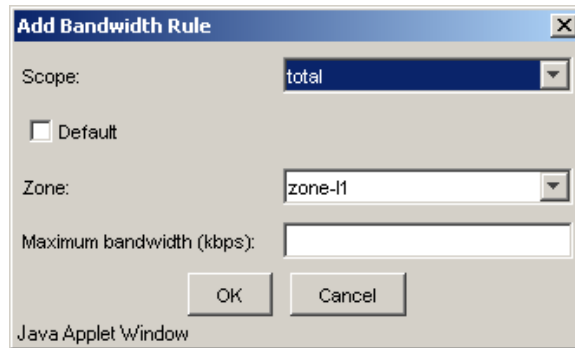 Add Bandwidth Rule
Scope: total
Default
Zone: zone-l1
Maximum bandwidth (kbps):
OK Cancel
Java Applet Window